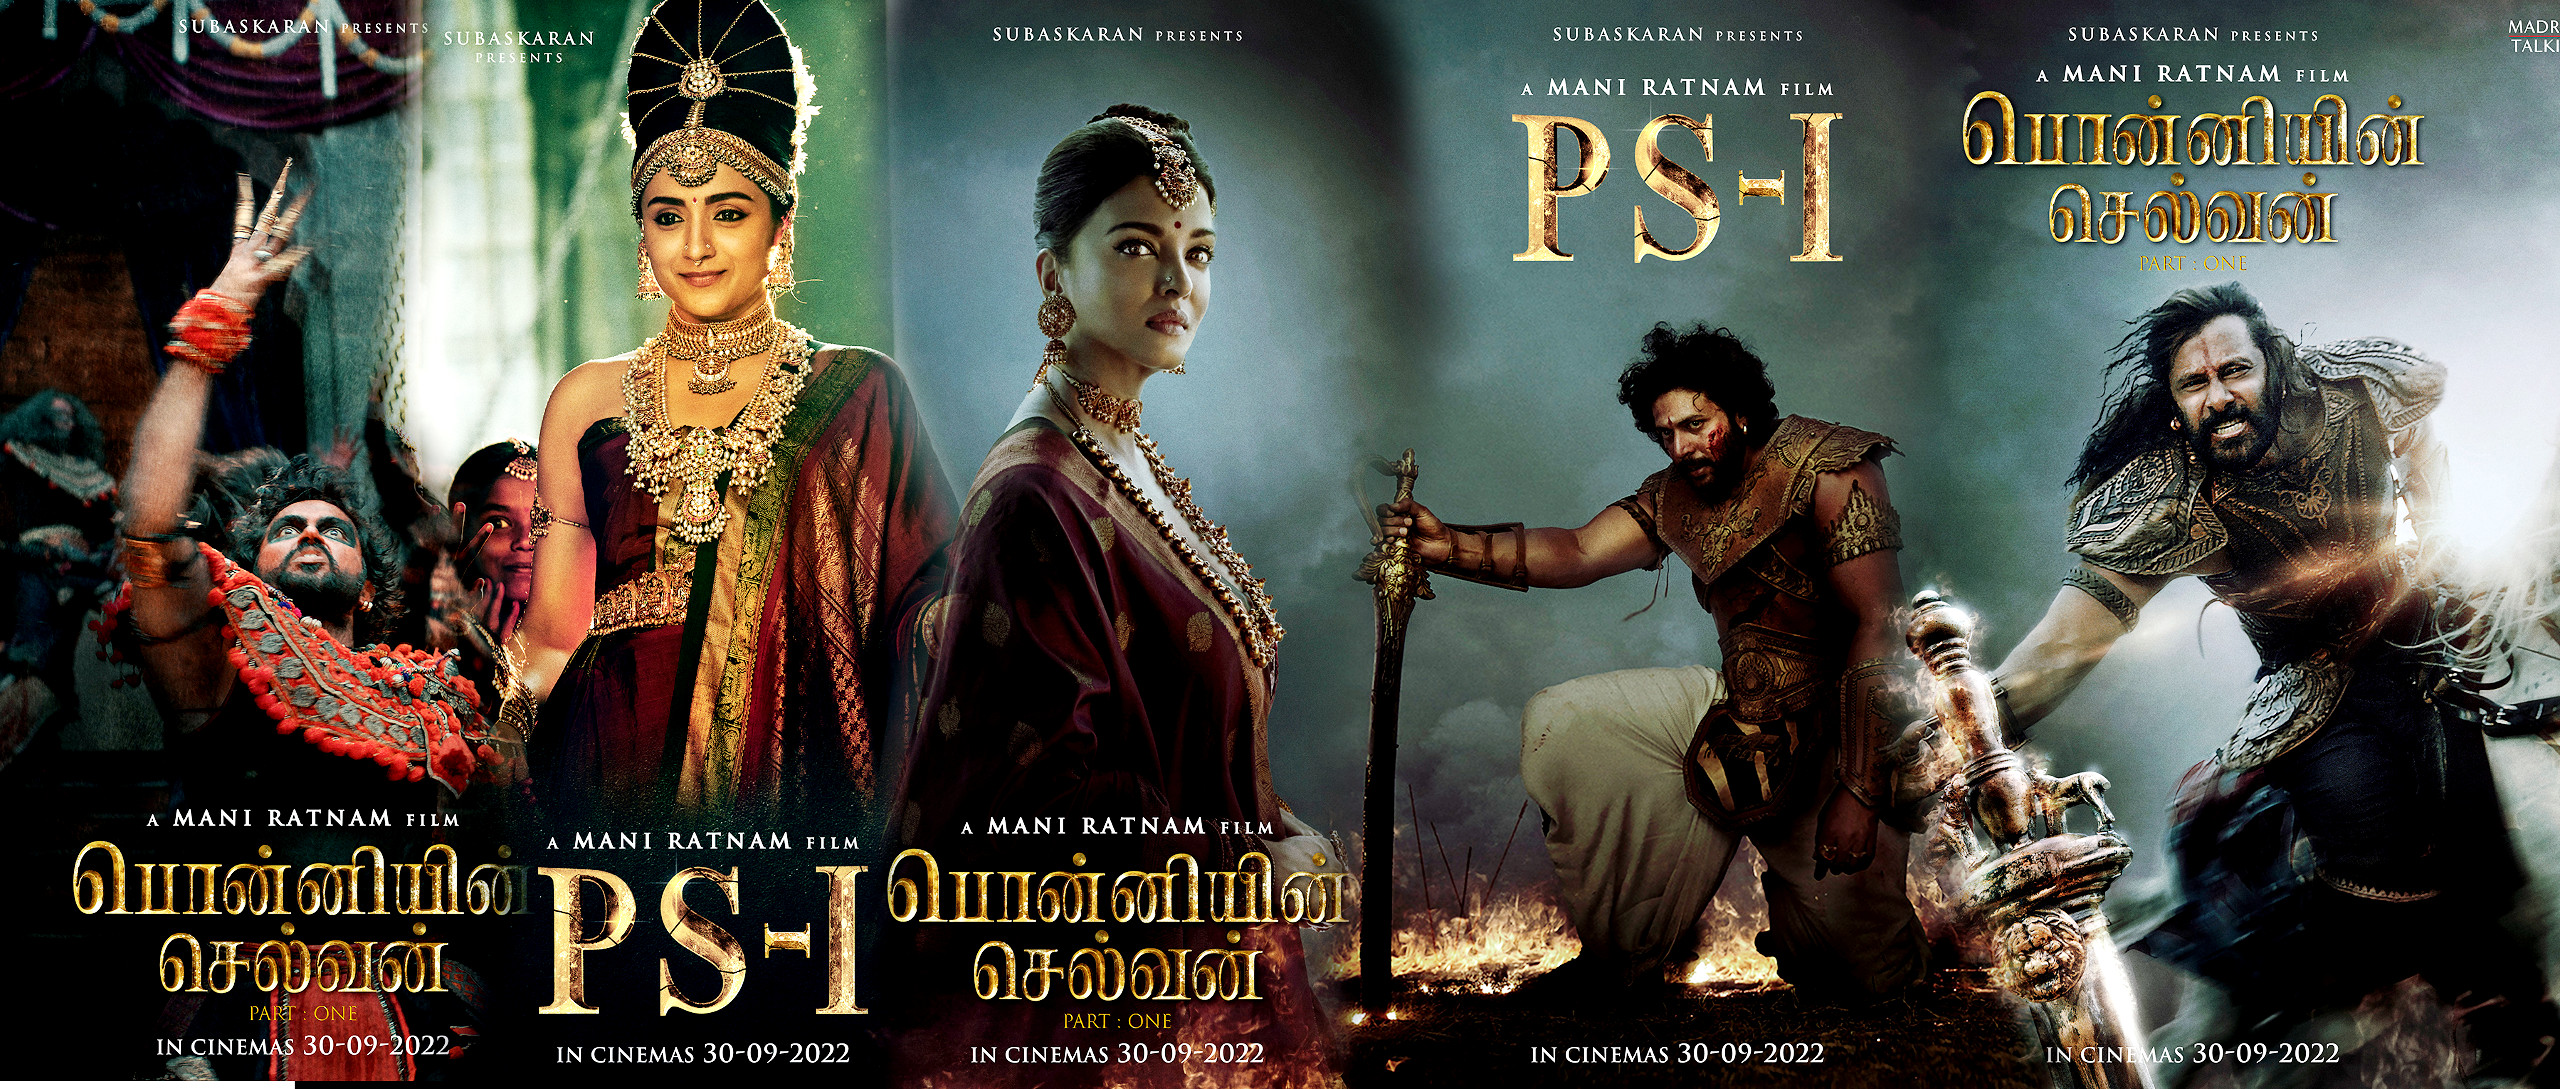 SUBASKARAN PRESENTS
A MANI RATNAM FILM
பொன்னியின்
செல்வன்
PART : ONE
IN CINEMAS 30-09-2022
SUBASKARAN
PRESENTS
A MANI RATNAM FILM
PS-I
IN CINEMAS 30-09-2022
SUBASKARAN PRESENTS
A MANI RATNAM FILM
பொன்னியின்
செல்வன்
PART : ONE
IN CINEMAS 30-09-2022
SUBASKARAN PRESENTS
A MANI RATNAM FILM
PS-I
IN CINEMAS 30-09-2022
SUBASKARAN PRESENTS
A MANI RATNAM FILM
பொன்னியின்
செல்வன்
PART : ONE
IN CINEMAS 30-09-2022
MADR
TALKI